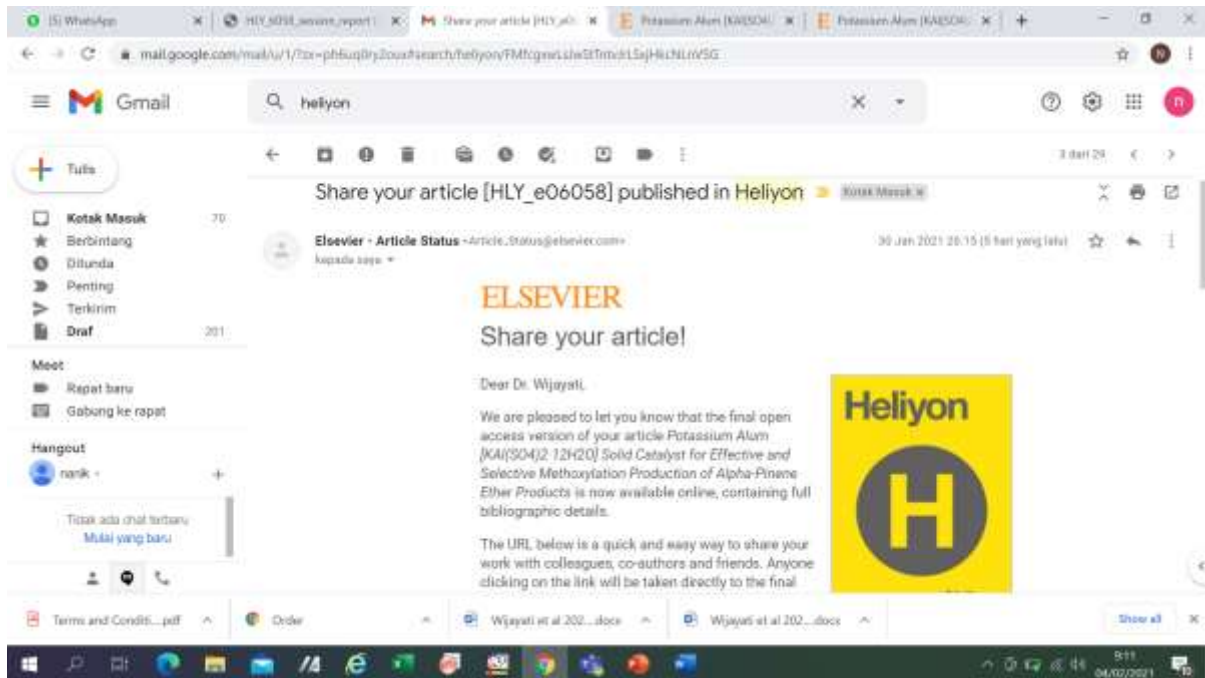 (5) WhatsApp
Share your article [HLY_e0
Potassium Alum [KAl(SO4)
Potassium Alum [KAl(SO4)
mail.google.com/mail/u/1/
Gmail
heliyon
Tulis
3 dari 29
Share your article [HLY_e06058] published in Heliyon
Kotak Masuk
Kotak Masuk 70
Berbintang
Ditunda
Penting
Terkirim
Draf 201
Elsevier - Article Status <Article_Status@elsevier.com>
30 Jan 2021 20.15 (5 hari yang lalu)
kepada saya
ELSEVIER
Share your article!
Meet
Rapat baru
Gabung ke rapat
Hangout
nanik
Tidak ada chat terbaru
Mulai yang baru
Dear Dr. Wijayati,
We are pleased to let you know that the final open
access version of your article Potassium Alum
[KAl(SO4)2 12H2O] Solid Catalyst for Effective and
Selective Methoxylation Production of Alpha-Pinene
Ether Products is now available online, containing full
bibliographic details.
The URL below is a quick and easy way to share your
work with colleagues, co-authors and friends. Anyone
clicking on the link will be taken directly to the final
Heliyon
H
Terms and Conditi....pdf
Order
Wijayati et al 202....docx
Wijayati et al 202....docx
Show all
9:11
04/02/2021